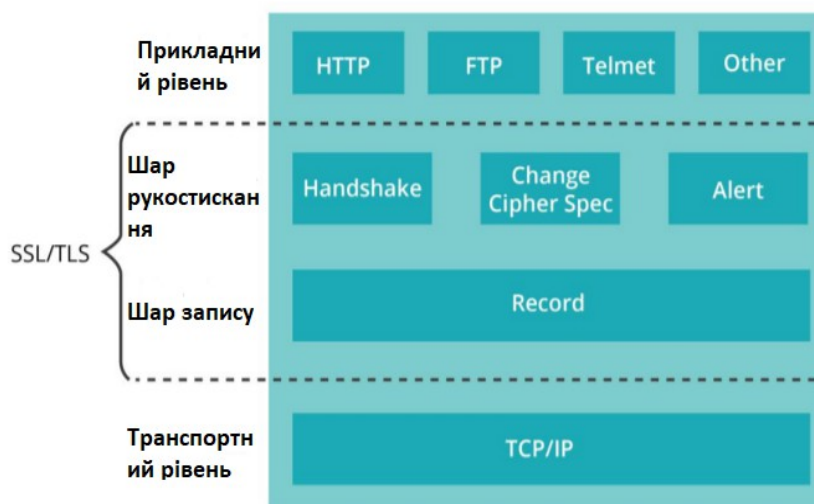 Прикладни
й рівень
HTTP
FTP
Telmet
Other
Шар
рукостискан
ня
Handshake
Change
Cipher Spec
Alert
SSL/TLS
Шар запису
Record
Транспортн
ий рівень
TCP/IP